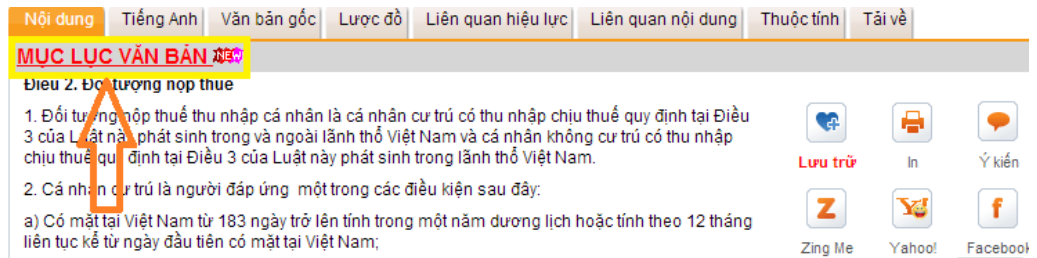 Nội dung Tiếng Anh Văn bản gốc Lược đồ Liên quan hiệu lực Liên quan nội dung Thuộc tính Tải về
MỤC LỤC VĂN BẢN NEW
Điều 2. Đối tượng nộp thuế
1. Đối tượng nộp thuế thu nhập cá nhân là cá nhân cư trú có thu nhập chịu thuế quy định tại Điều
3 của Luật này phát sinh trong và ngoài lãnh thổ Việt Nam và cá nhân không cư trú có thu nhập
chịu thuế quy định tại Điều 3 của Luật này phát sinh trong lãnh thổ Việt Nam.
2. Cá nhân cư trú là người đáp ứng một trong các điều kiện sau đây:
a) Có mặt tại Việt Nam từ 183 ngày trở lên tính trong một năm dương lịch hoặc tính theo 12 tháng
liên tục kể từ ngày đầu tiên có mặt tại Việt Nam;
Lưu trữ In Ý kiến
Zing Me Yahoo! Facebook